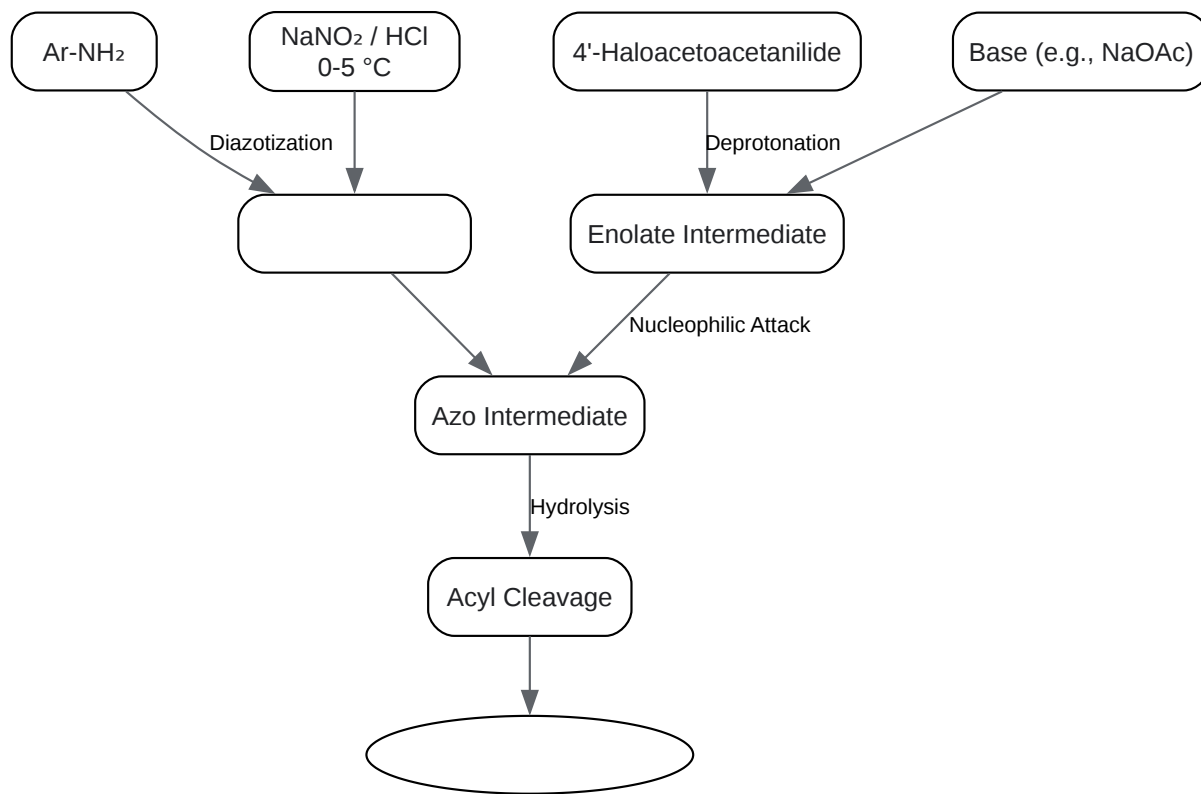 Ar-NH₂
NaNO₂ / HCl
0-5 °C
4'-Haloacetoacetanilide
Base (e.g., NaOAc)
Diazotization
Deprotonation
Enolate Intermediate
Nucleophilic Attack
Azo Intermediate
Hydrolysis
Acyl Cleavage